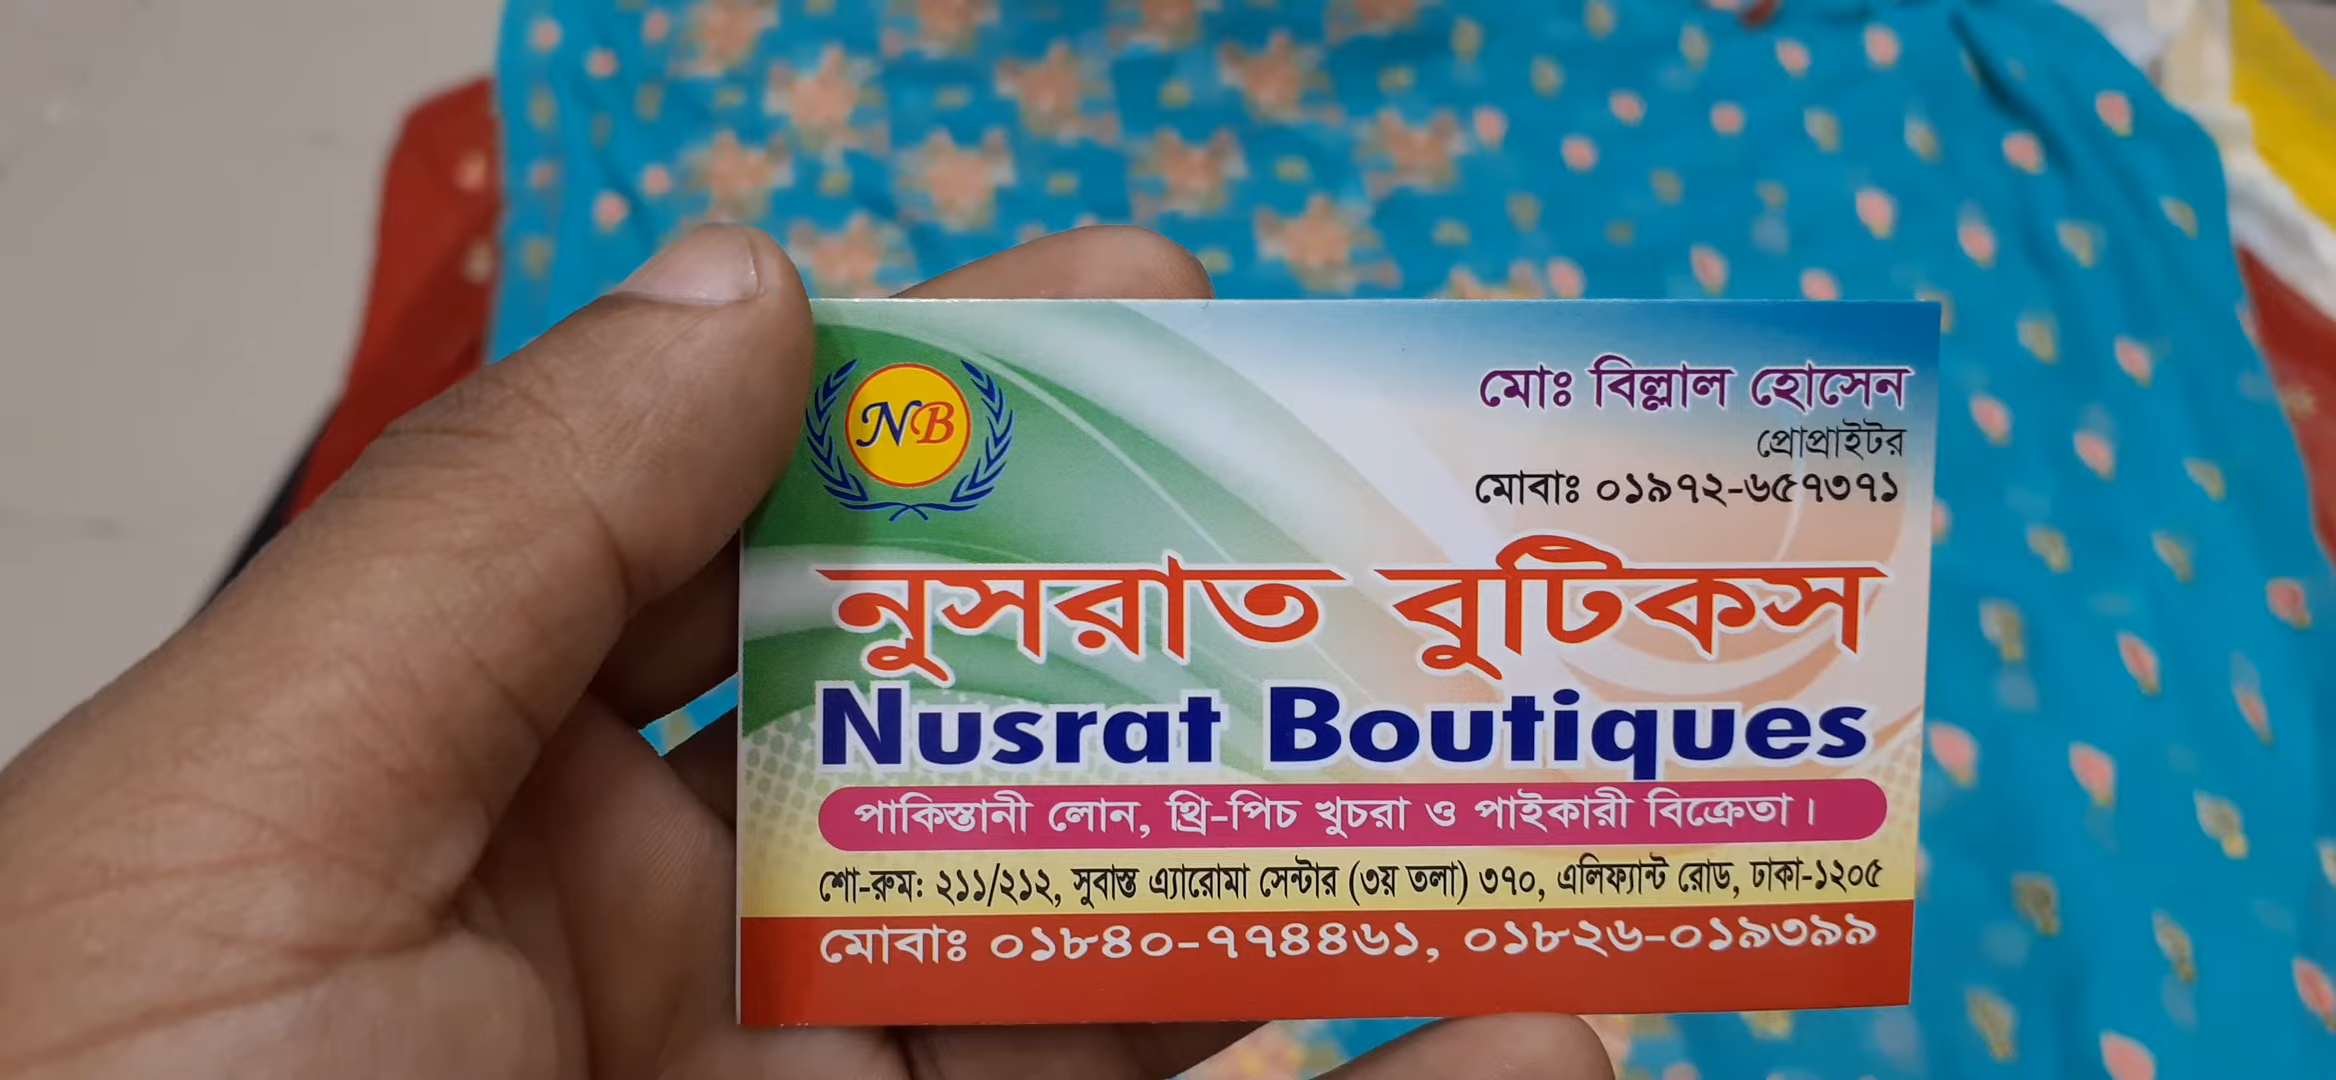 NB
মোঃ বিল্লাল হোসেন
প্রোপ্রাইটর
মোবাঃ ০১৯৭২-৬৫৭৩৭১
নুসরাত বুটিকস
Nusrat Boutiques
পাকিস্তানী লোন, থ্রি-পিচ খুচরা ও পাইকারী বিক্রেতা।
শো-রুম: ২১১/২১২, সুবাস্ত এ্যারোমা সেন্টার (৩য় তলা) ৩৭০, এলিফ্যান্ট রোড, ঢাকা-১২০৫
মোবাঃ ০১৮৪০-৭৭৪৪৬১, ০১৮২৬-০১৯৩৯৯